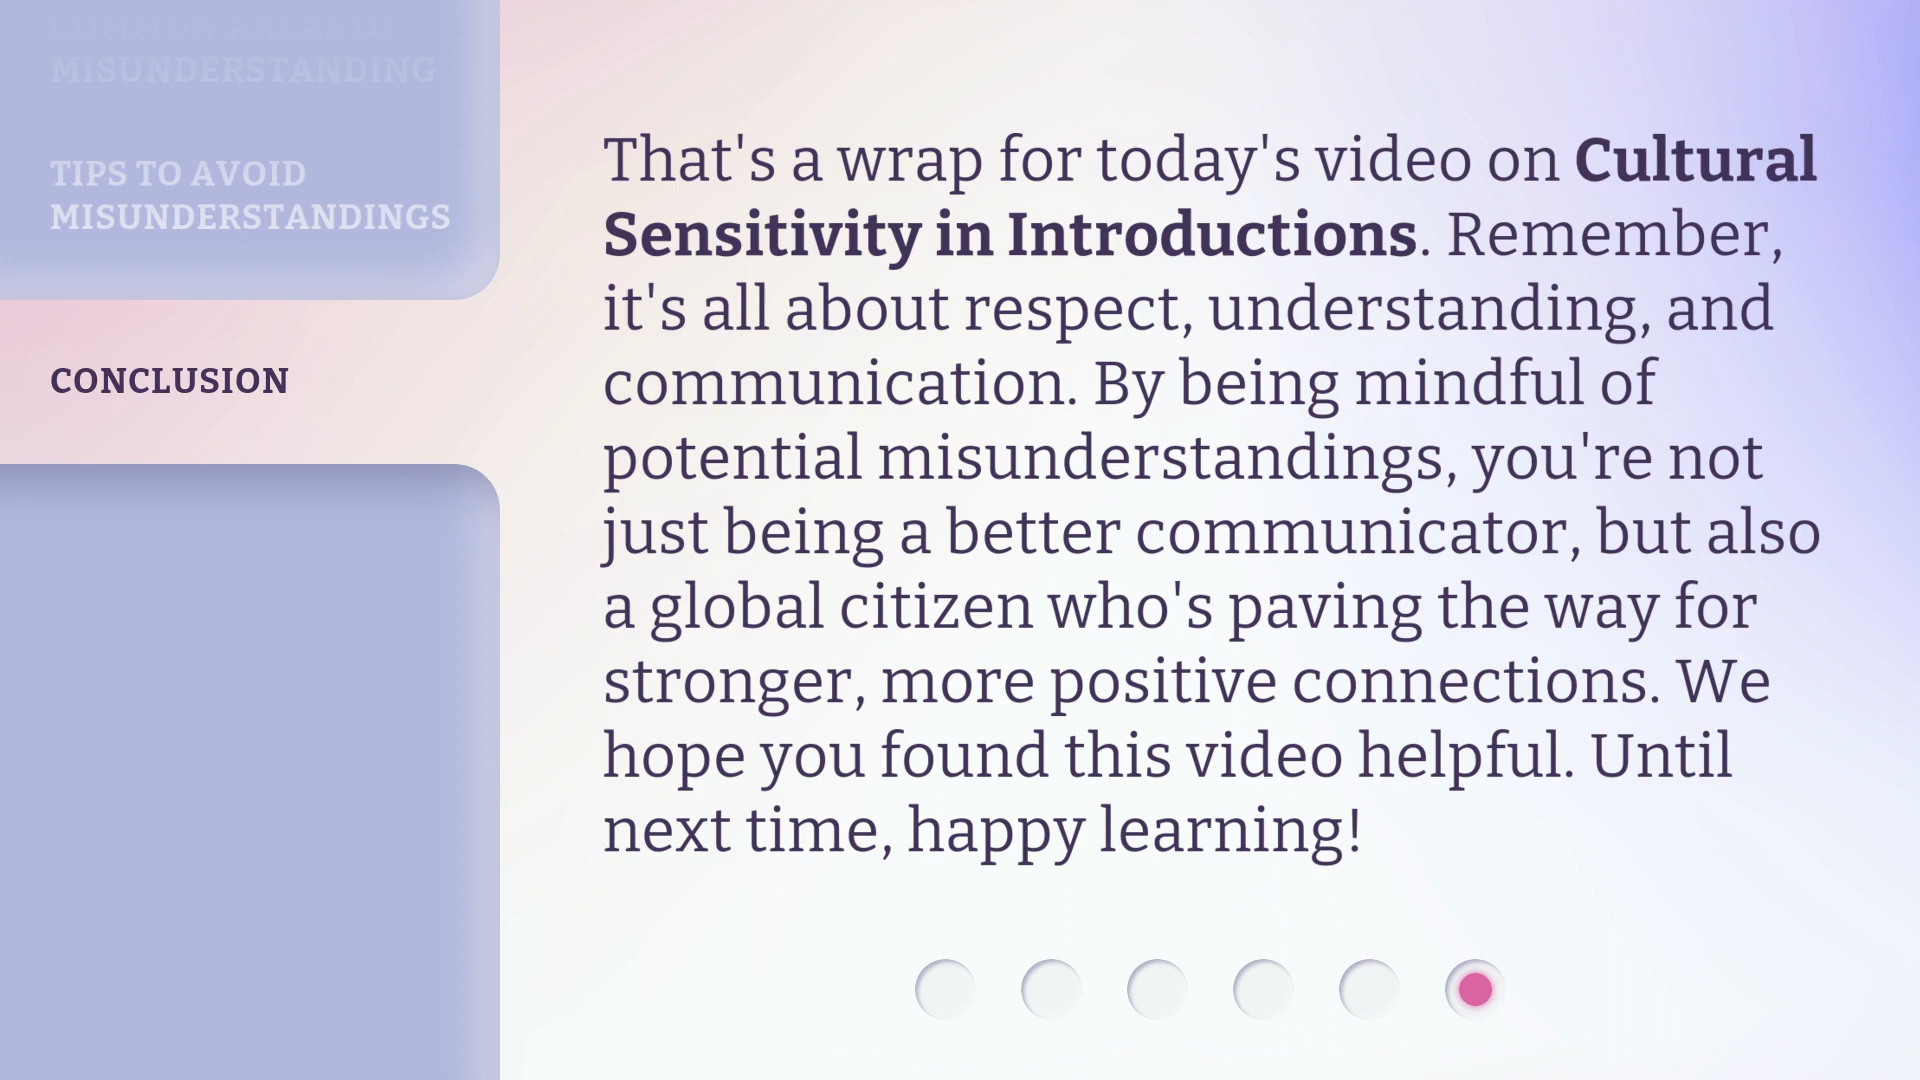 COMMON AREAS OF
MISUNDERSTANDING
TIPS TO AVOID
MISUNDERSTANDINGS
CONCLUSION
That's a wrap for today's video on Cultural
Sensitivity in Introductions. Remember,
it's all about respect, understanding, and
communication. By being mindful of
potential misunderstandings, you're not
just being a better communicator, but also
a global citizen who's paving the way for
stronger, more positive connections. We
hope you found this video helpful. Until
next time, happy learning!